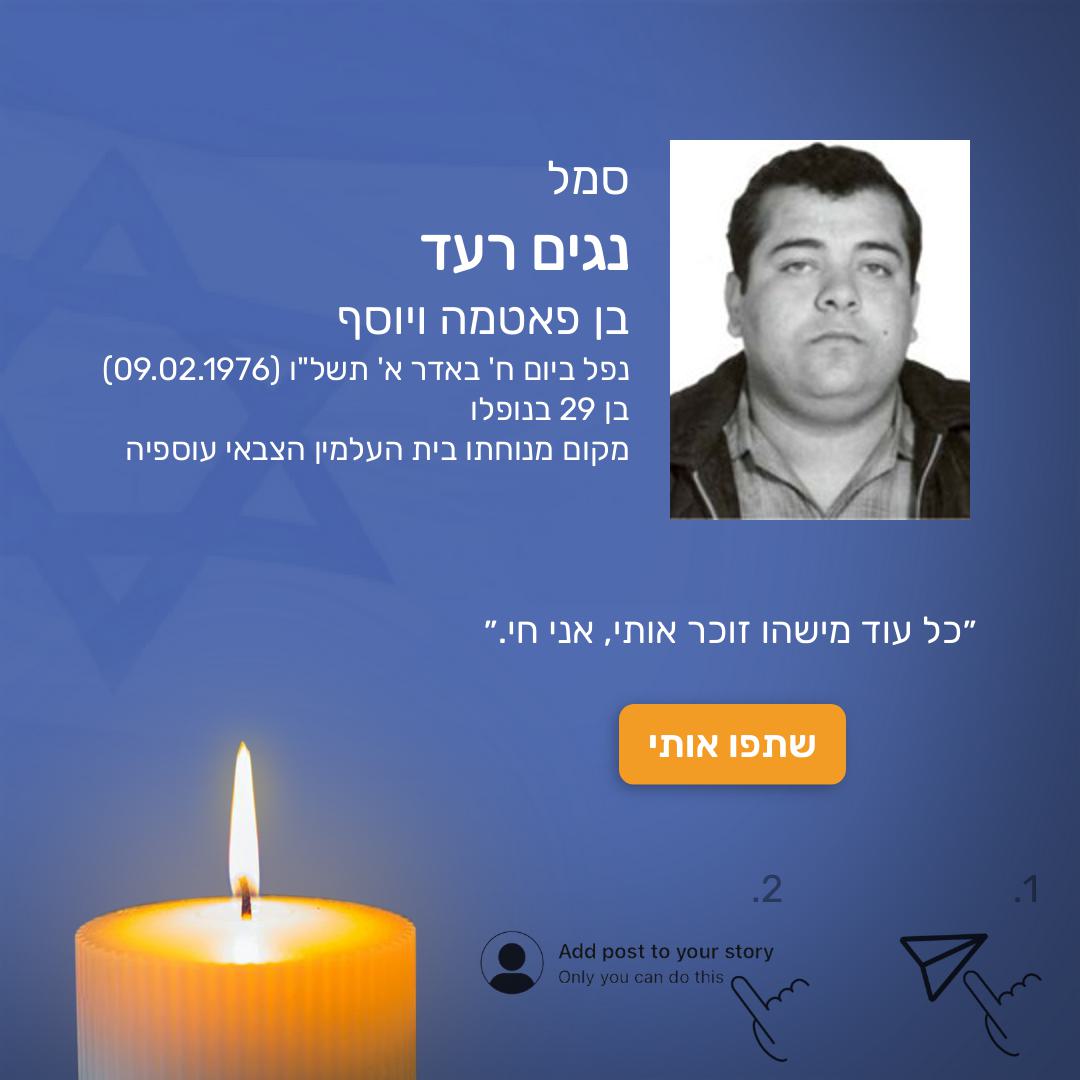 סמל
נגים רעד
בן פאטמה ויוסף
נפל ביום ח' באדר א' תשל"ו (09.02.1976)
בן 29 בנופלו
מקום מנוחתו בית העלמין הצבאי עוספיה
״כל עוד מישהו זוכר אותי, אני חי.״
שתפו אותי
1.
2.
Add post to your story
Only you can do this